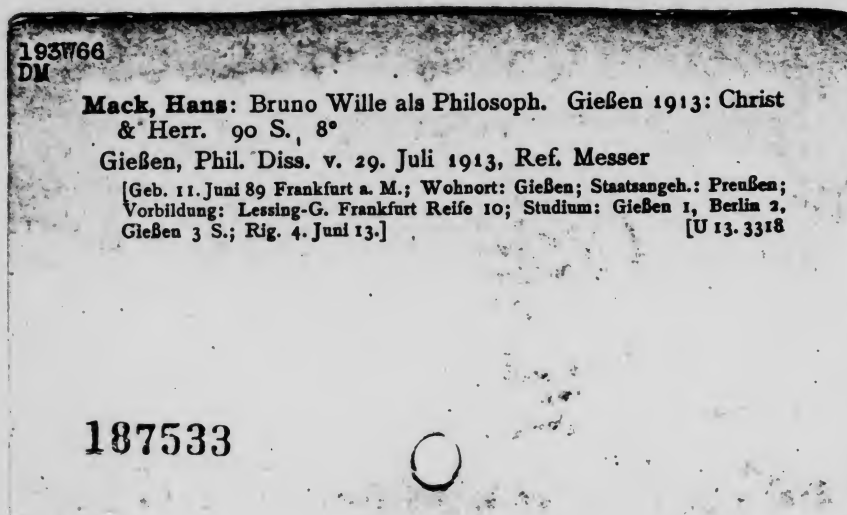 193W66
DM
Mack, Hans: Bruno Wille als Philosoph. Gießen 1913: Christ
& Herr. 90 S., 8°
Gießen, Phil. Diss. v. 29. Juli 1913, Ref. Messer
[Geb. 11. Juni 89 Frankfurt a. M.; Wohnort: Gießen; Staatsangeh.: Preußen;
Vorbildung: Lessing-G. Frankfurt Reife 10; Studium: Gießen 1, Berlin 2,
Gießen 3 S.; Rig. 4. Juni 13.] [U 13. 3318
187533